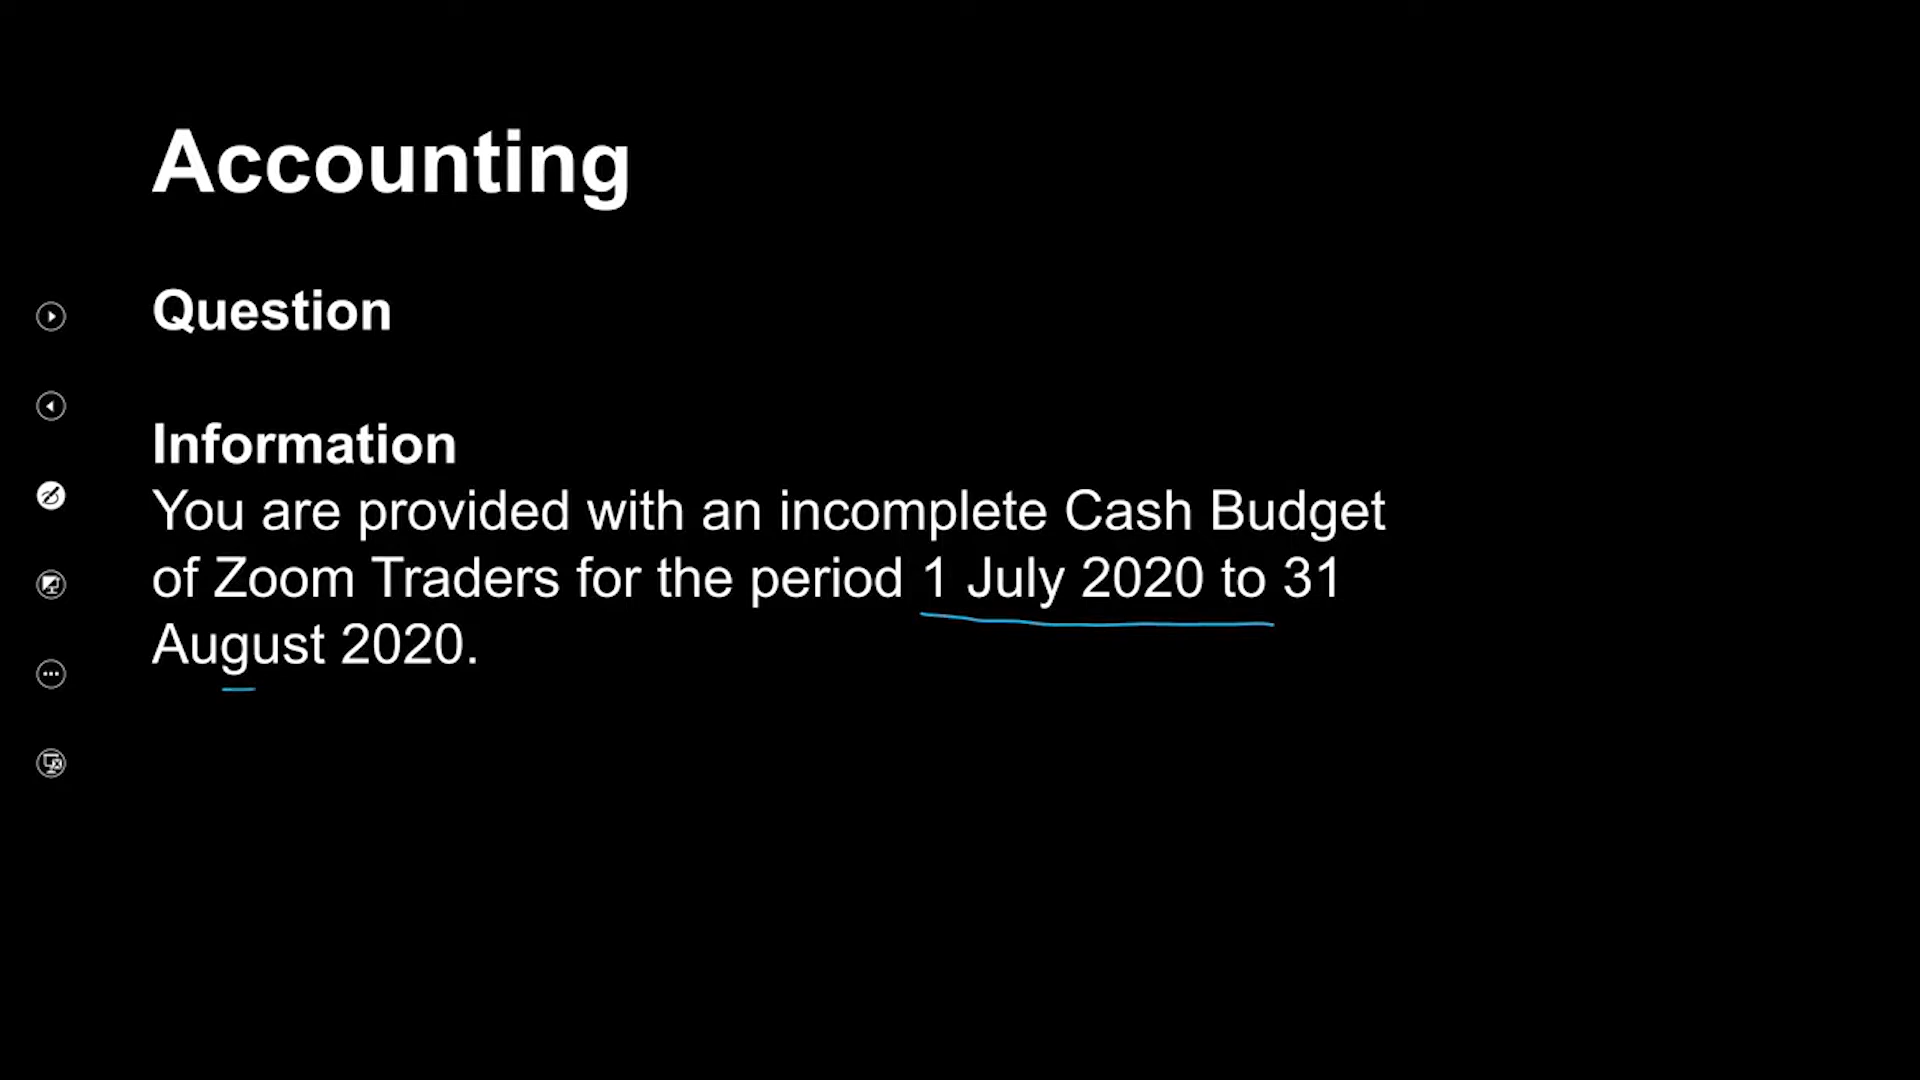 Accounting
Question
Information
You are provided with an incomplete Cash Budget
of Zoom Traders for the period 1 July 2020 to 31
August 2020.